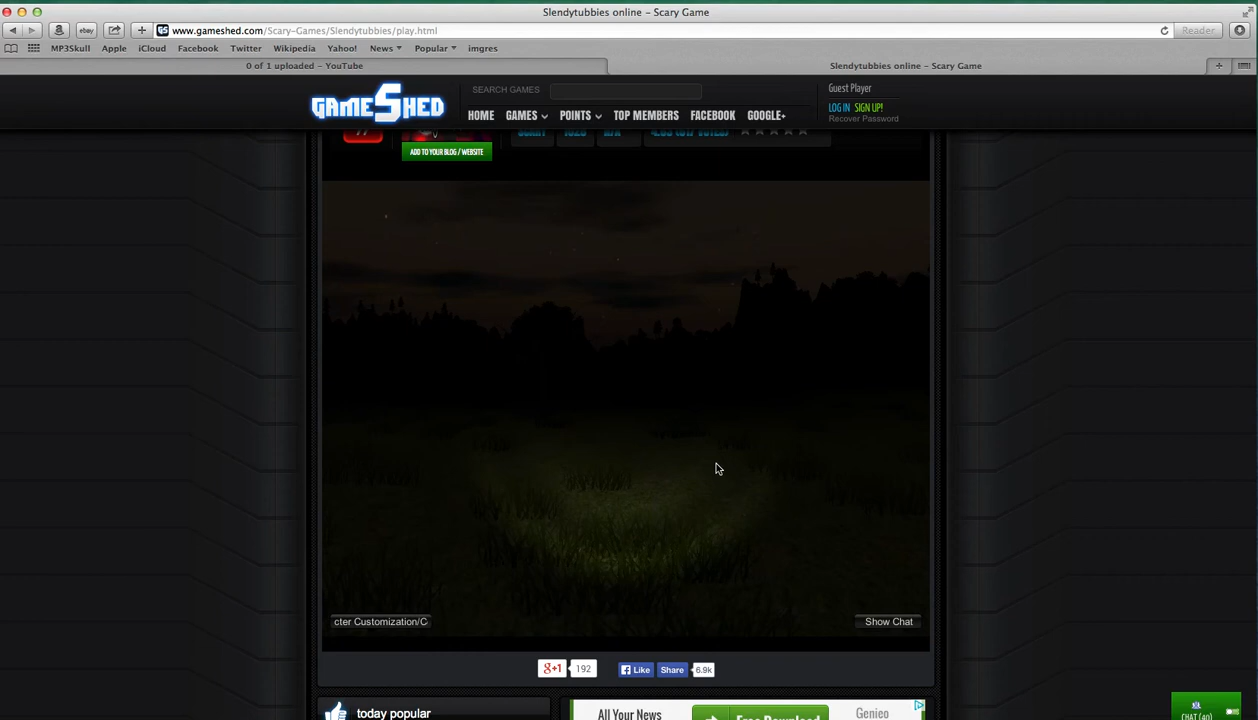 Slendytubbies online – Scary Game
www.gameshed.com/Scary-Games/Slendytubbies/play.html
Reader
MP3Skull Apple iCloud Facebook Twitter Wikipedia Yahoo! News Popular imgres
0 of 1 uploaded – YouTube
Slendytubbies online – Scary Game
GAMESHED
SEARCH GAMES
HOME GAMES POINTS TOP MEMBERS FACEBOOK GOOGLE+
Guest Player
LOG IN SIGN UP!
Recover Password
ADD TO YOUR BLOG / WEBSITE
cter Customization/C
Show Chat
g+1 192
Like Share 6.9k
today popular
All Your News
Free Download
Genieo
CHAT (40)